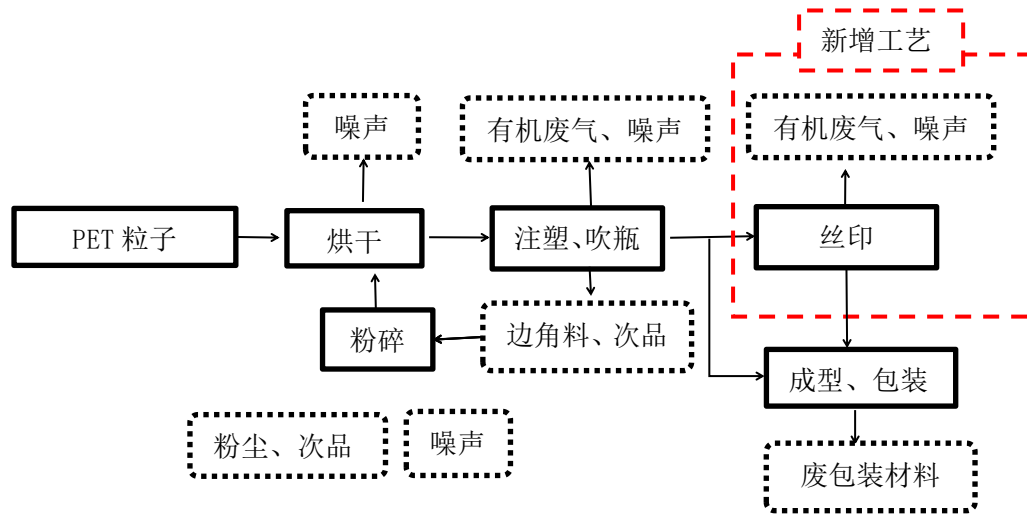 新增工艺
噪声
有机废气、噪声
有机废气、噪声
PET 粒子
烘干
注塑、吹瓶
丝印
粉碎
边角料、次品
成型、包装
粉尘、次品
噪声
废包装材料